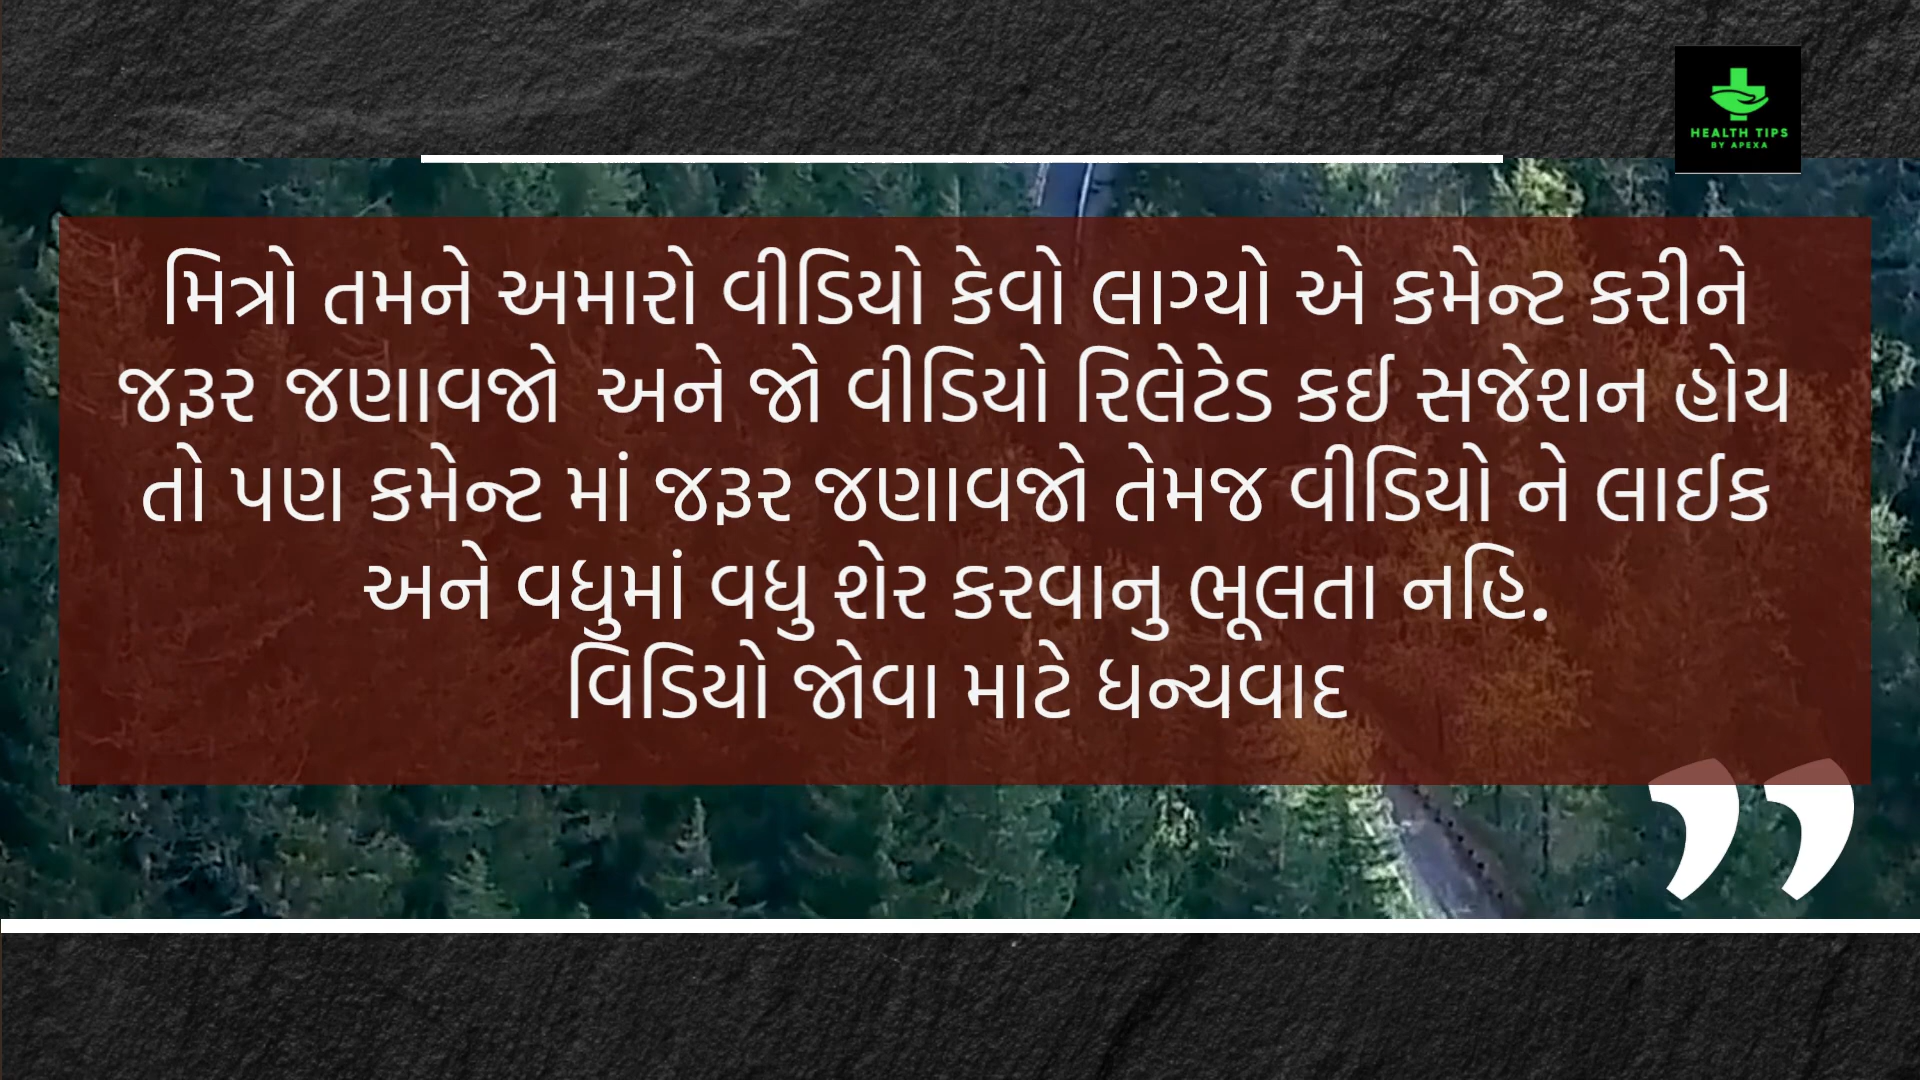 HEALTH TIPS
BY APEXA
મિત્રો તમને અમારો વીડિયો કેવો લાગ્યો એ કમેન્ટ કરીને
જરૂર જણાવજો અને જો વીડિયો રિલેટેડ કઈ સજેશન હોય
તો પણ કમેન્ટ માં જરૂર જણાવજો તેમજ વીડિયો ને લાઈક
અને વધુમાં વધુ શેર કરવાનુ ભૂલતા નહિ.
વિડિયો જોવા માટે ધન્યવાદ
”